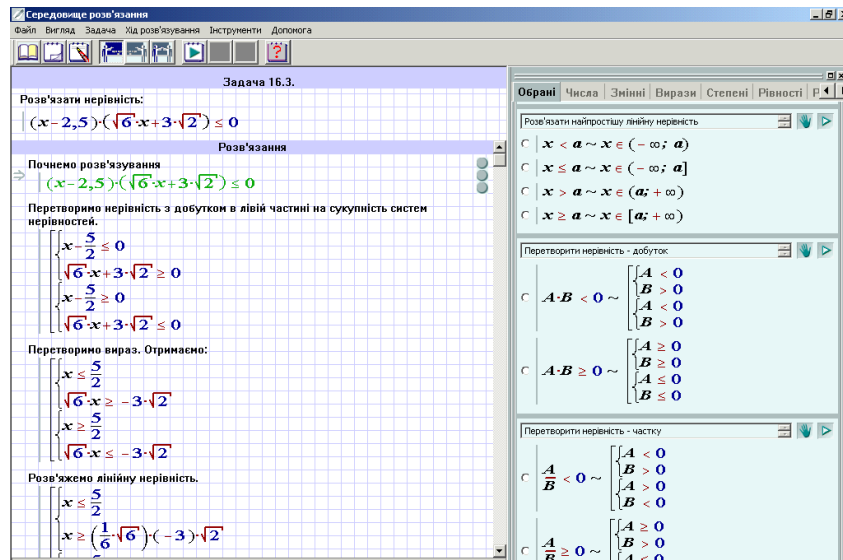 Середовище розв'язання
Файл Вигляд Задача Хід розв'язування Інструменти Допомога
Задача 16.3.
Розв'язати нерівність:
(x−2,5)·(√6·x+3·√2) ≤ 0
Розв'язання
Почнемо розв'язування
(x−2,5)·(√6·x+3·√2) ≤ 0
Перетворимо нерівність з добутком в лівій частині на сукупність систем
нерівностей.
x−5/2 ≤ 0
√6·x+3·√2 ≥ 0
x−5/2 ≥ 0
√6·x+3·√2 ≤ 0
Перетворимо вираз. Отримаємо:
x ≤ 5/2
√6·x ≥ −3·√2
x ≥ 5/2
√6·x ≤ −3·√2
Розв'яжемо лінійну нерівність.
x ≤ 5/2
x ≥ (1/6·√6)·(−3)·√2
Обрані Числа Змінні Вирази Степені Рівності Р
Розв'язати найпростішу лінійну нерівність
x < a ~ x ∈ (−∞; a)
x ≤ a ~ x ∈ (−∞; a]
x > a ~ x ∈ (a; +∞)
x ≥ a ~ x ∈ [a; +∞)
Перетворити нерівність - добуток
A·B < 0 ~
A < 0
B > 0
A < 0
B > 0
A·B ≥ 0 ~
A ≥ 0
B ≥ 0
A ≤ 0
B ≤ 0
Перетворити нерівність - частку
A/B < 0 ~
A < 0
B > 0
A > 0
B < 0
A/B ≥ 0 ~
A ≥ 0
B > 0